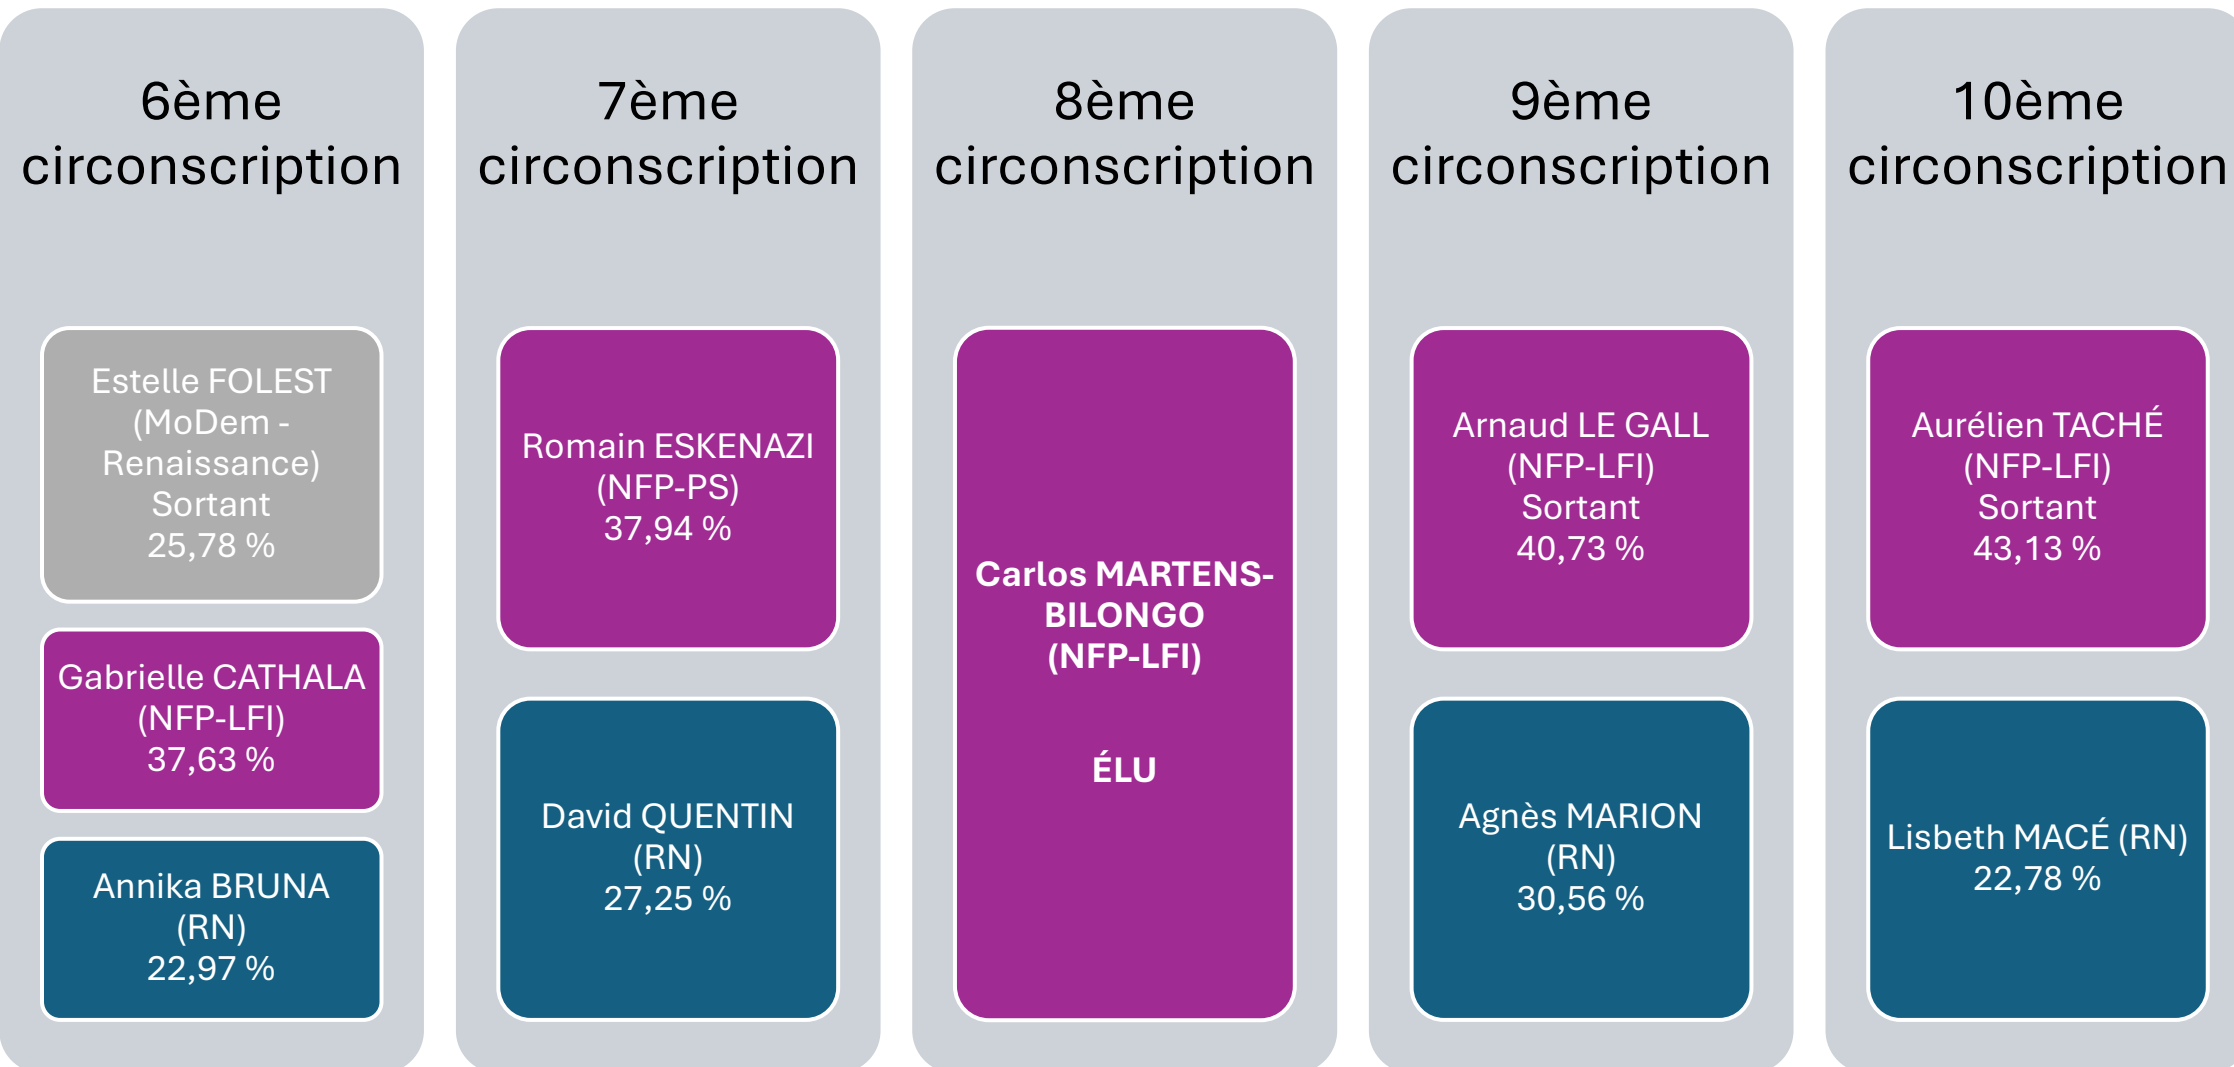 6ème
circonscription
Estelle FOLEST
(MoDem -
Renaissance)
Sortant
25,78 %
Gabrielle CATHALA
(NFP-LFI)
37,63 %
Annika BRUNA
(RN)
22,97 %
7ème
circonscription
Romain ESKENAZI
(NFP-PS)
37,94 %
David QUENTIN
(RN)
27,25 %
8ème
circonscription
Carlos MARTENS-
BILONGO
(NFP-LFI)
ÉLU
9ème
circonscription
Arnaud LE GALL
(NFP-LFI)
Sortant
40,73 %
Agnès MARION
(RN)
30,56 %
10ème
circonscription
Aurélien TACHÉ
(NFP-LFI)
Sortant
43,13 %
Lisbeth MACÉ (RN)
22,78 %